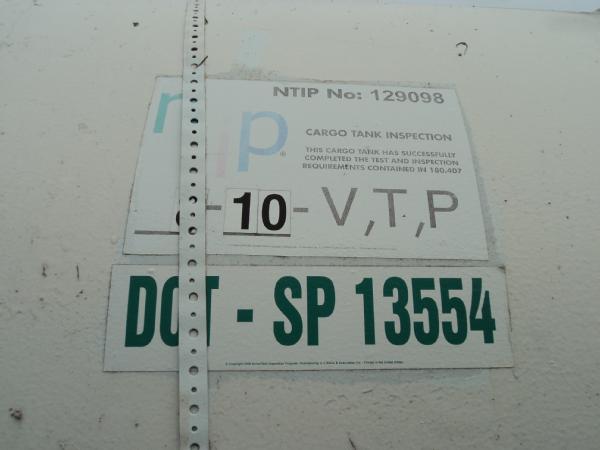 NTIP No: 129098
CARGO TANK INSPECTION
THIS CARGO TANK HAS SUCCESSFULLY
COMPLETED THE TEST AND INSPECTION
REQUIREMENTS CONTAINED IN 180.407
-10-V,T,P
DOT - SP 13554